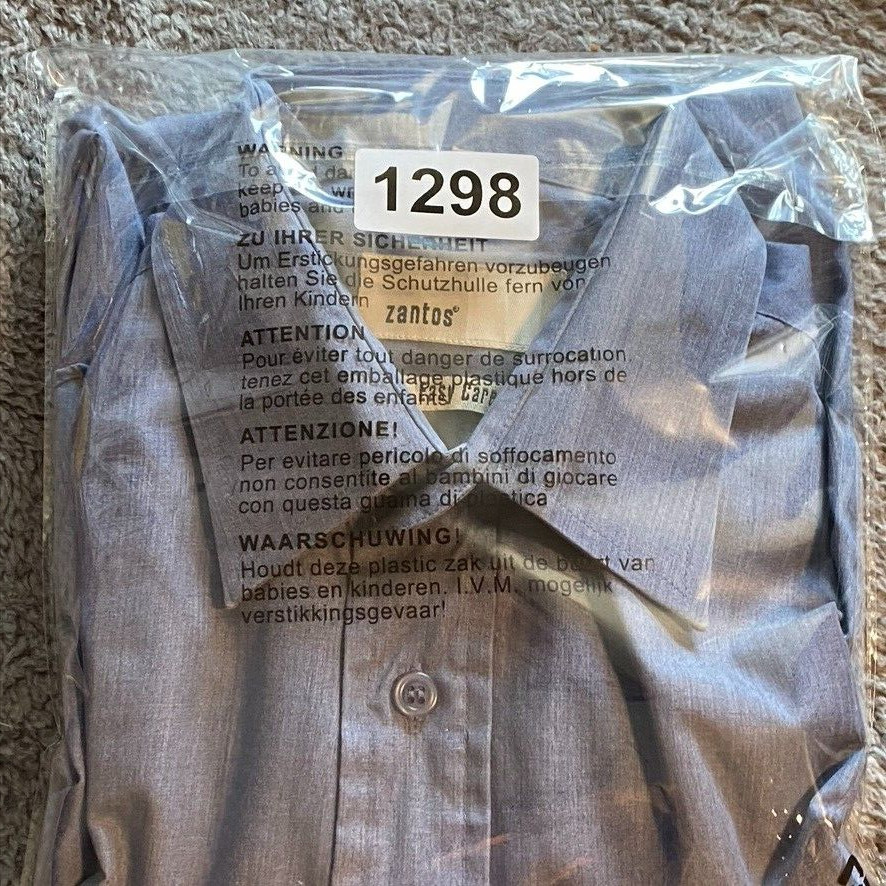 WARNING
To a
keep
babies and
1298
ZU IHRER SICHERHEIT
Um Erstickungsgefahren vorzubeugen
halten Sie die Schutzhulle fern von
Ihren Kindern
zantos
ATTENTION
Pour éviter tout danger de surrocation.
tenez cet emballage plastique hors de
la portée des enfants
Easy Care
ATTENZIONE!
Per evitare pericolo di soffocamento
non consentite ai bambini di giocare
con questa guaina di plastica
WAARSCHUWING!
Houdt deze plastic zak uit de buurt van
babies en kinderen. I.V.M. mogelijk
verstikkingsgevaar!